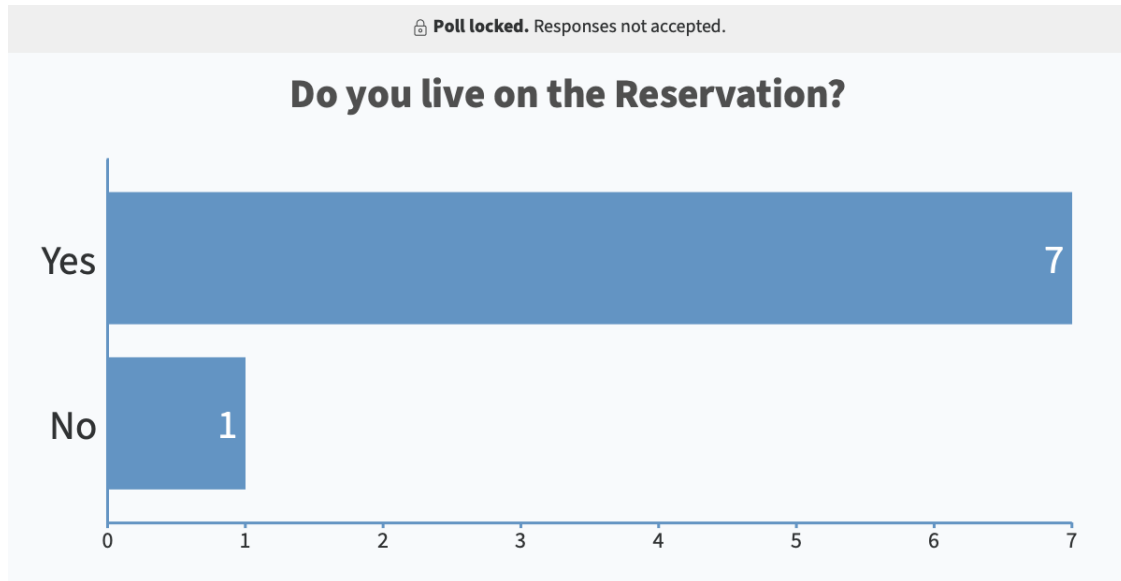 Poll locked. Responses not accepted.
Do you live on the Reservation?
Yes
7
No
1
0 1 2 3 4 5 6 7